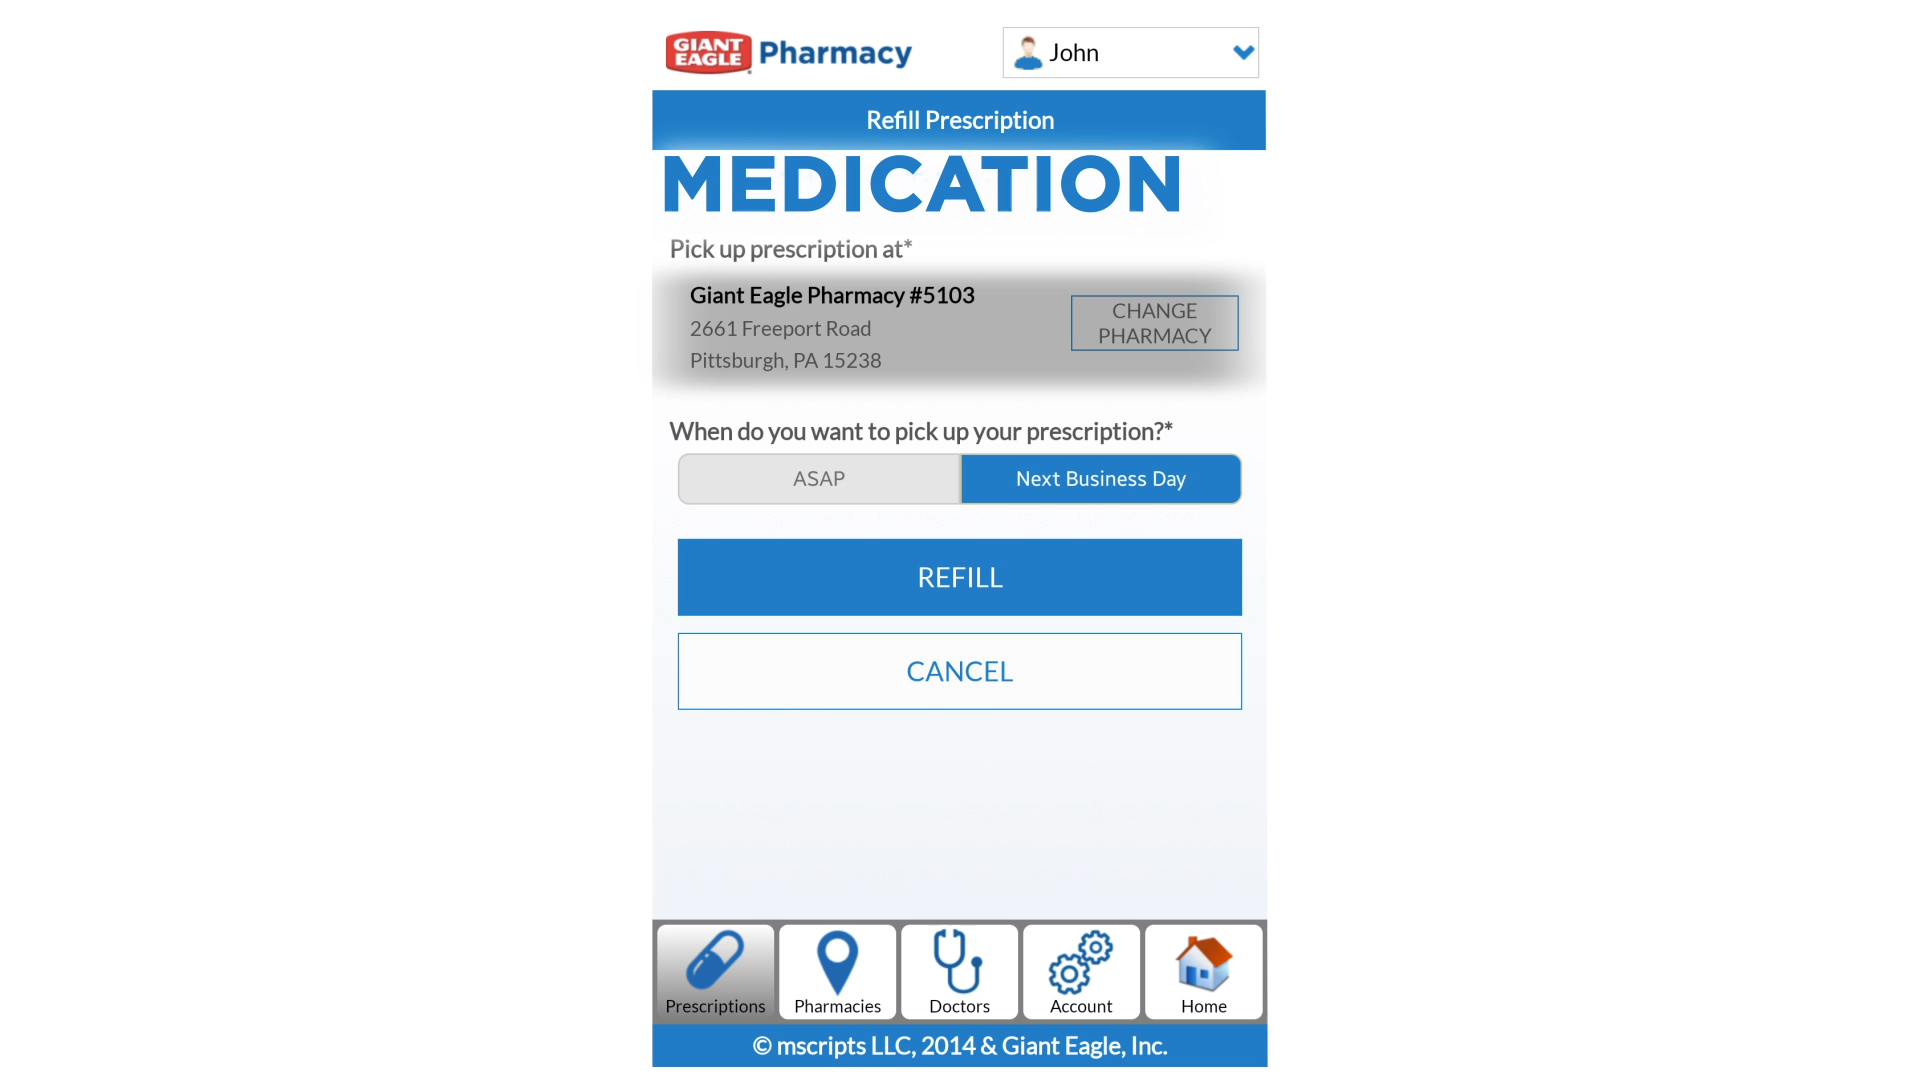 GIANT EAGLE Pharmacy
John
Refill Prescription
MEDICATION
Pick up prescription at*
Giant Eagle Pharmacy #5103
2661 Freeport Road
Pittsburgh, PA 15238
CHANGE
PHARMACY
When do you want to pick up your prescription?*
ASAP
Next Business Day
REFILL
CANCEL
Prescriptions
Pharmacies
Doctors
Account
Home
© mscripts LLC, 2014 & Giant Eagle, Inc.